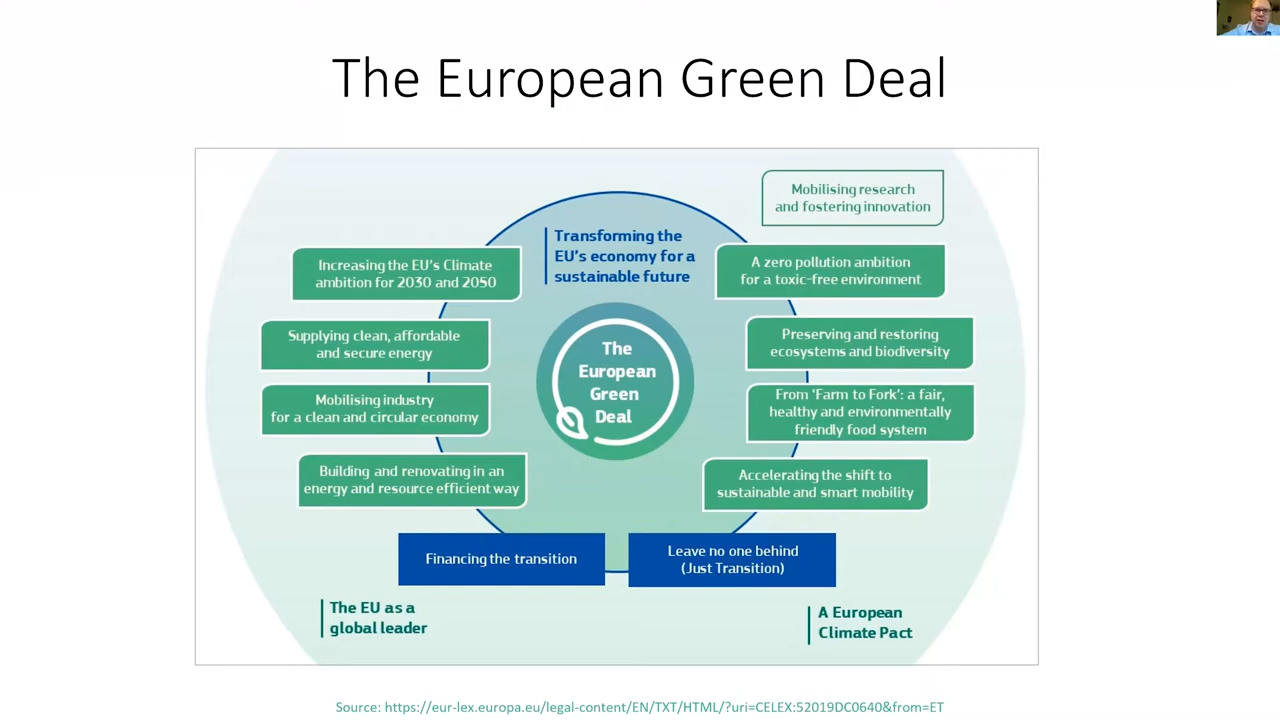 The European Green Deal
Mobilising research
and fostering innovation
Transforming the
EU's economy for a
sustainable future
Increasing the EU's Climate
ambition for 2030 and 2050
A zero pollution ambition
for a toxic-free environment
Supplying clean, affordable
and secure energy
Preserving and restoring
ecosystems and biodiversity
The
European
Green
Deal
Mobilising industry
for a clean and circular economy
From 'Farm to Fork': a fair,
healthy and environmentally
friendly food system
Building and renovating in an
energy and resource efficient way
Accelerating the shift to
sustainable and smart mobility
Financing the transition
Leave no one behind
(Just Transition)
The EU as a
global leader
A European
Climate Pact
Source: https://eur-lex.europa.eu/legal-content/EN/TXT/HTML/?uri=CELEX:52019DC0640&from=ET